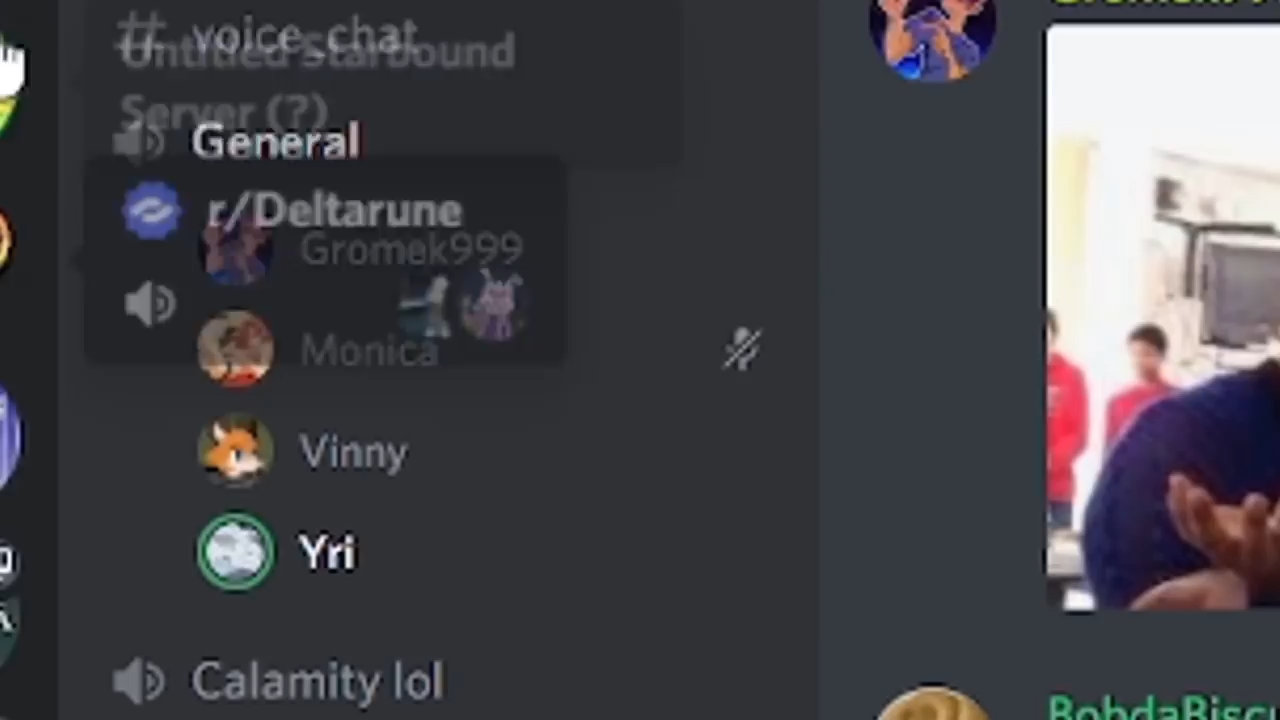 voice_chat
Untitled Starbound
Server (?)
General
r/Deltarune
Gromek999
Monica
Vinny
Yri
Calamity lol